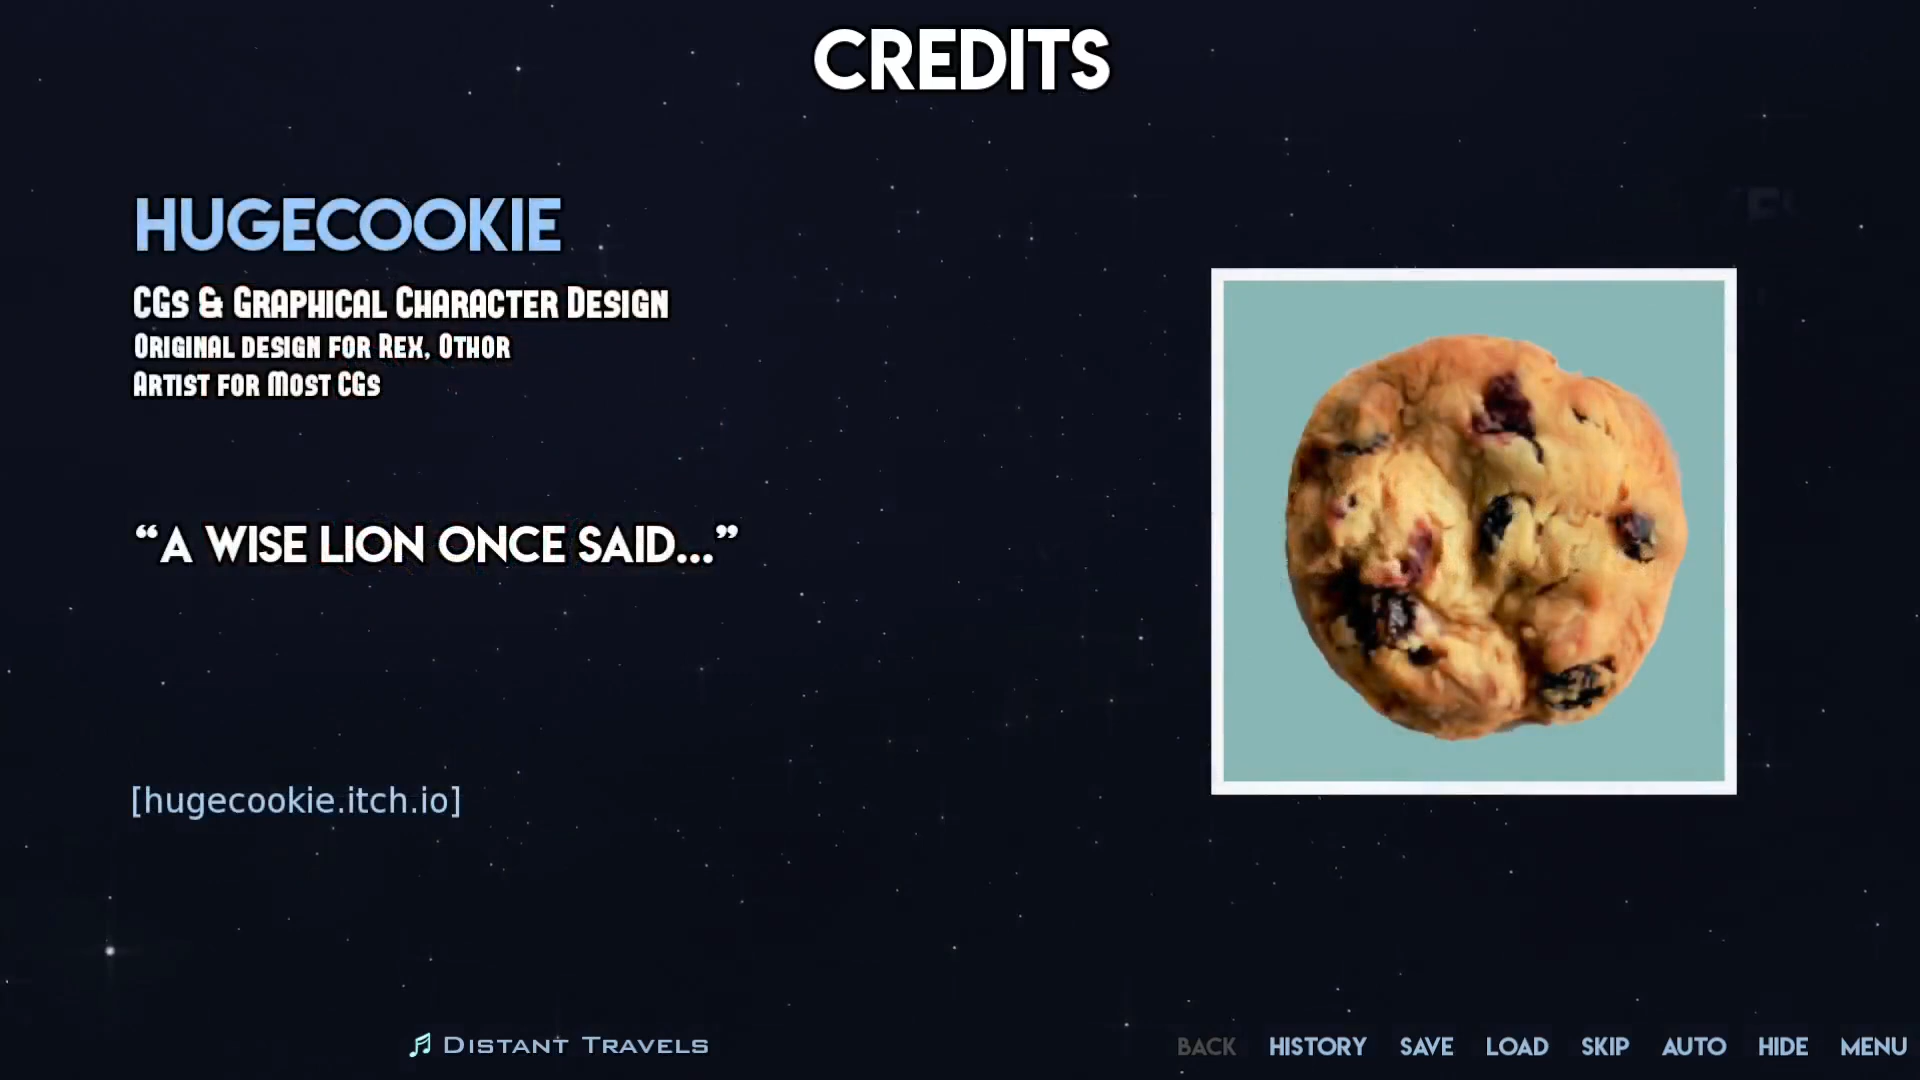 CREDITS
HUGECOOKIE
CGs & Graphical Character Design
Original design for Rex, Othor
Artist for Most CGs
“A WISE LION ONCE SAID...”
[hugecookie.itch.io]
Distant Travels
BACK HISTORY SAVE LOAD SKIP AUTO HIDE MENU